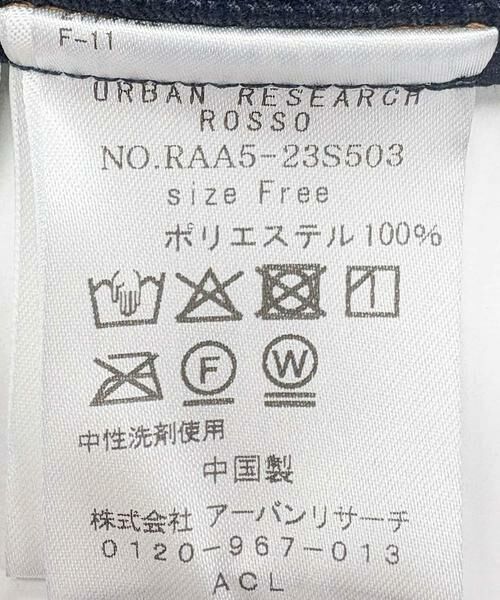 F-11
URBAN RESEARCH
ROSSO
NO.RAA5-23S503
size Free
ポリエステル100%
F W
中性洗剤使用
中国製
株式会社 アーバンリサーチ
0120-967-013
ACL